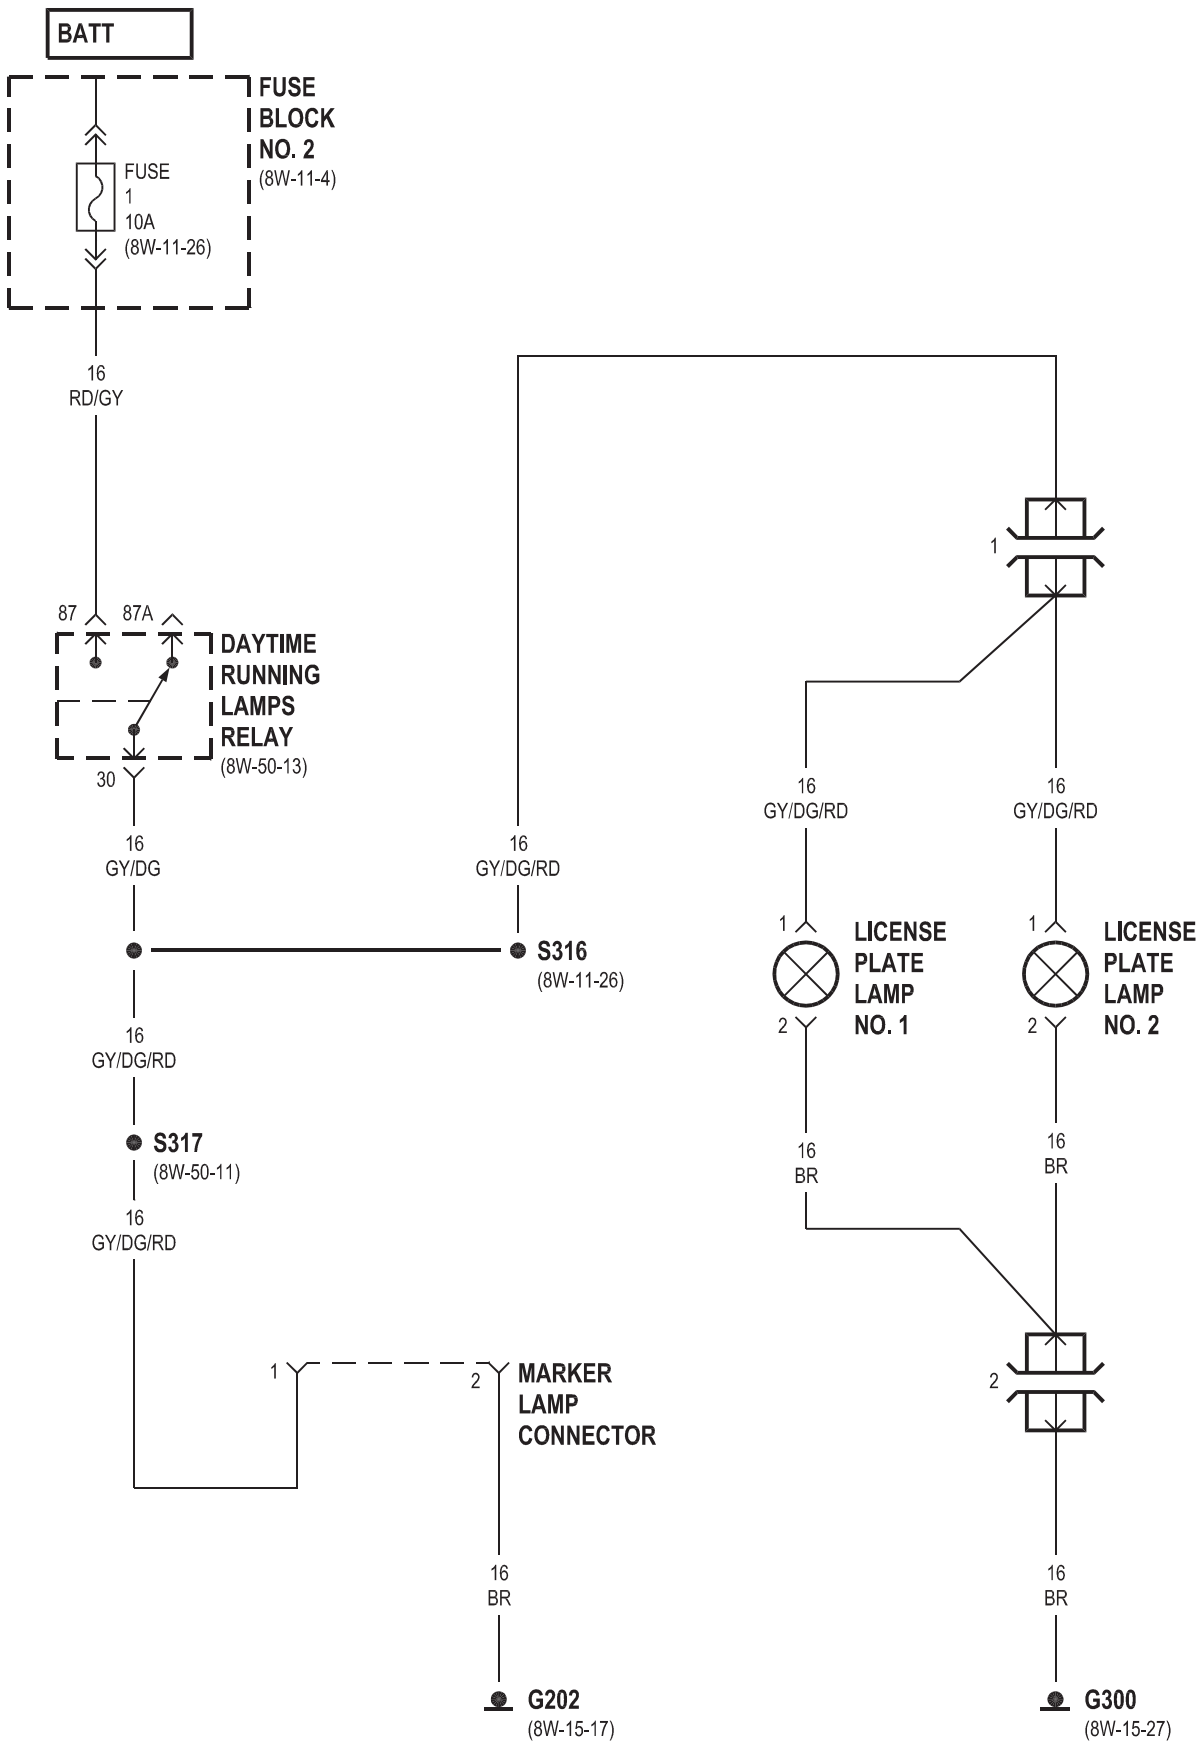 BATT
FUSE
BLOCK
NO. 2
(8W-11-4)
FUSE
1
10A
(8W-11-26)
16
RD/GY
87
87A
DAYTIME
RUNNING
LAMPS
RELAY
(8W-50-13)
30
16
GY/DG
16
GY/DG/RD
S316
(8W-11-26)
16
GY/DG/RD
S317
(8W-50-11)
16
GY/DG/RD
1
2
MARKER
LAMP
CONNECTOR
16
BR
G202
(8W-15-17)
1
16
GY/DG/RD
16
GY/DG/RD
1
2
LICENSE
PLATE
LAMP
NO. 1
1
2
LICENSE
PLATE
LAMP
NO. 2
16
BR
16
BR
2
16
BR
G300
(8W-15-27)